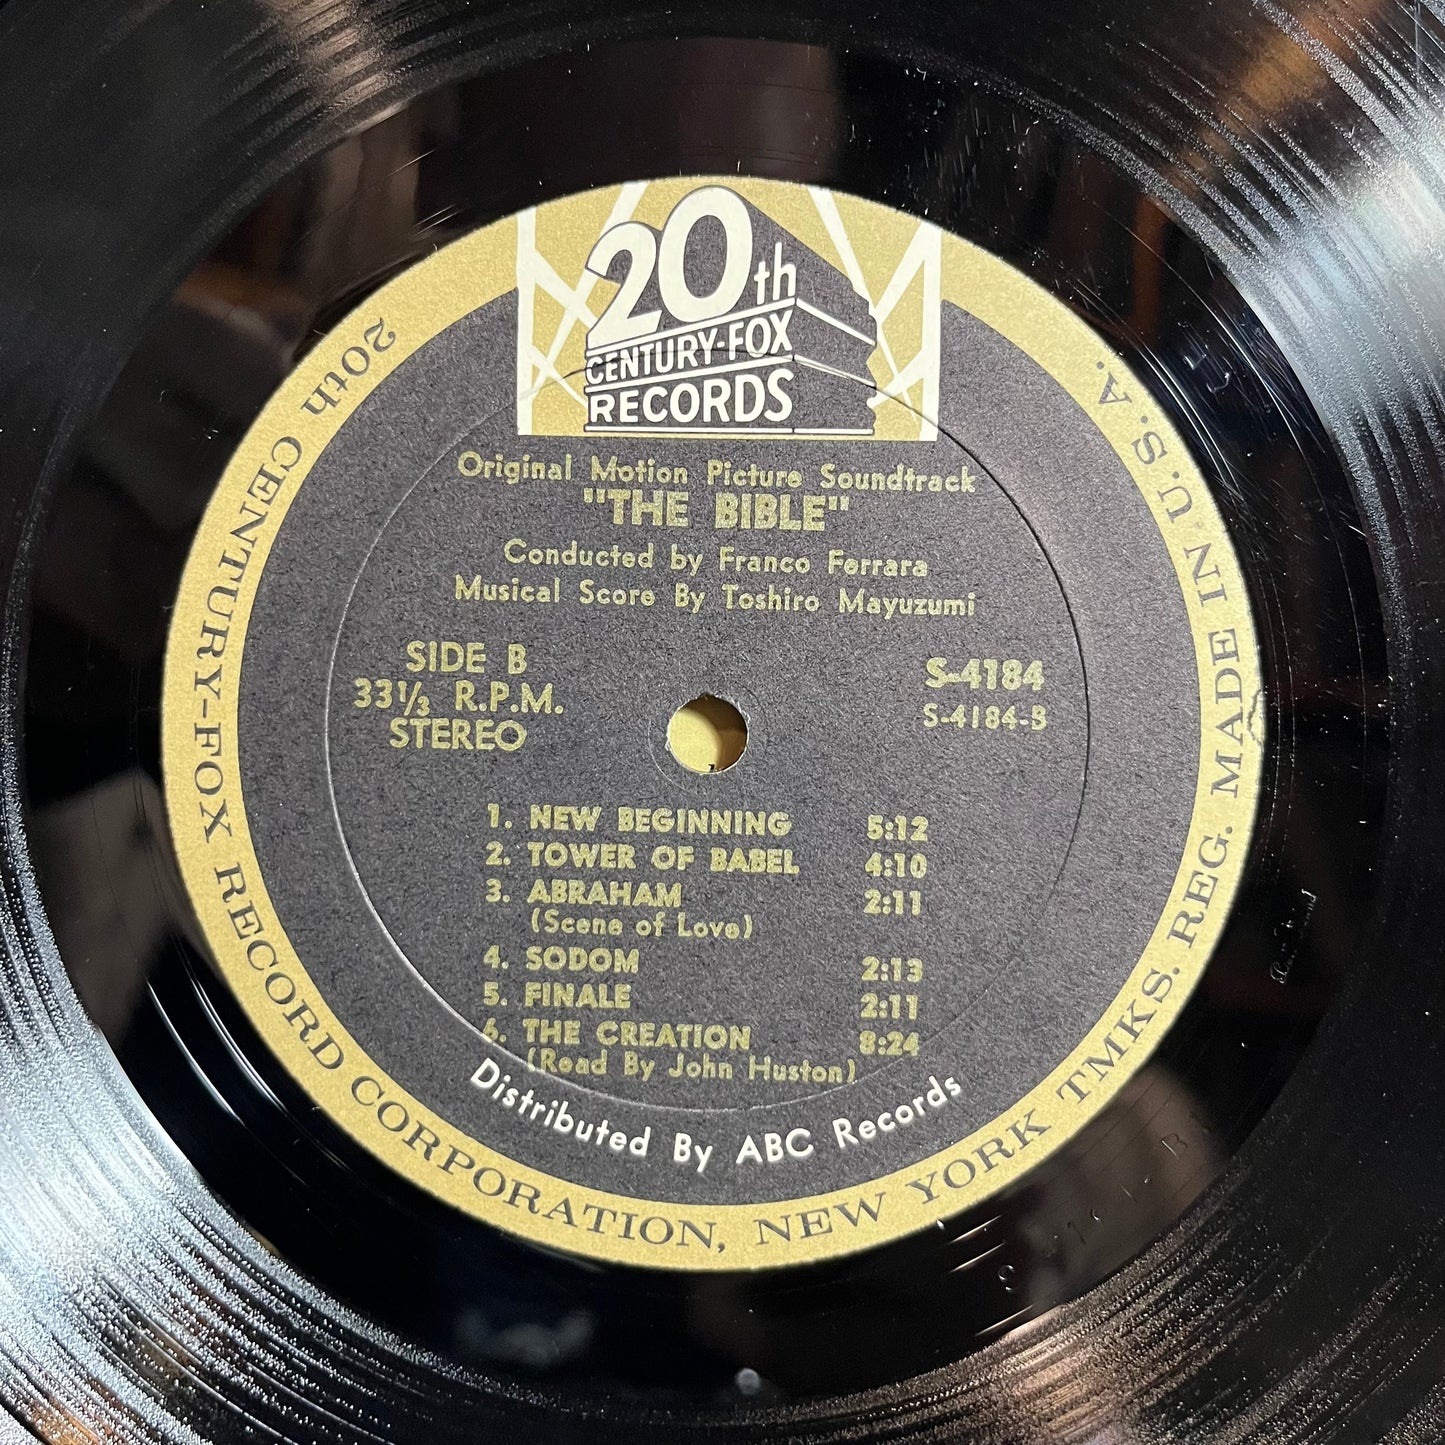 20th
CENTURY-FOX
RECORDS
Original Motion Picture Soundtrack
"THE BIBLE"
Conducted by Franco Ferrara
Musical Score By Toshiro Mayuzumi
SIDE B
33⅓ R.P.M.
STEREO
S-4184
S-4184-B
1. NEW BEGINNING 5:12
2. TOWER OF BABEL 4:10
3. ABRAHAM 2:11
(Scene of Love)
4. SODOM 2:13
5. FINALE 2:11
6. THE CREATION 8:24
(Read By John Huston)
Distributed By ABC Records
20th CENTURY-FOX RECORD CORPORATION, NEW YORK TMKS. REG. MADE IN U.S.A.